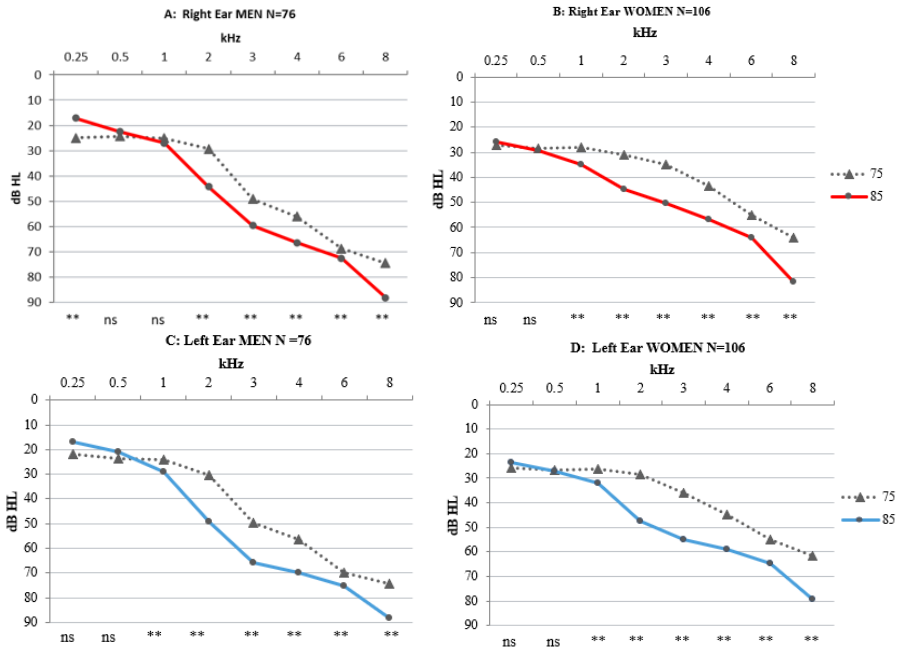 A: Right Ear MEN N=76
kHz
0.25 0.5 1 2 3 4 6 8
0
10
20
30
40
50
60
70
80
90
dB HL
** ns ns ** ** ** ** **
B: Right Ear WOMEN N=106
kHz
0.25 0.5 1 2 3 4 6 8
0
10
20
30
40
50
60
70
80
90
dB HL
ns ns ** ** ** ** ** **
75
85
C: Left Ear MEN N =76
kHz
0.25 0.5 1 2 3 4 6 8
0
10
20
30
40
50
60
70
80
90
dB HL
ns ns ** ** ** ** ** **
D: Left Ear WOMEN N=106
kHz
0.25 0.5 1 2 3 4 6 8
0
10
20
30
40
50
60
70
80
90
dB HL
ns ns ** ** ** ** ** **
75
85